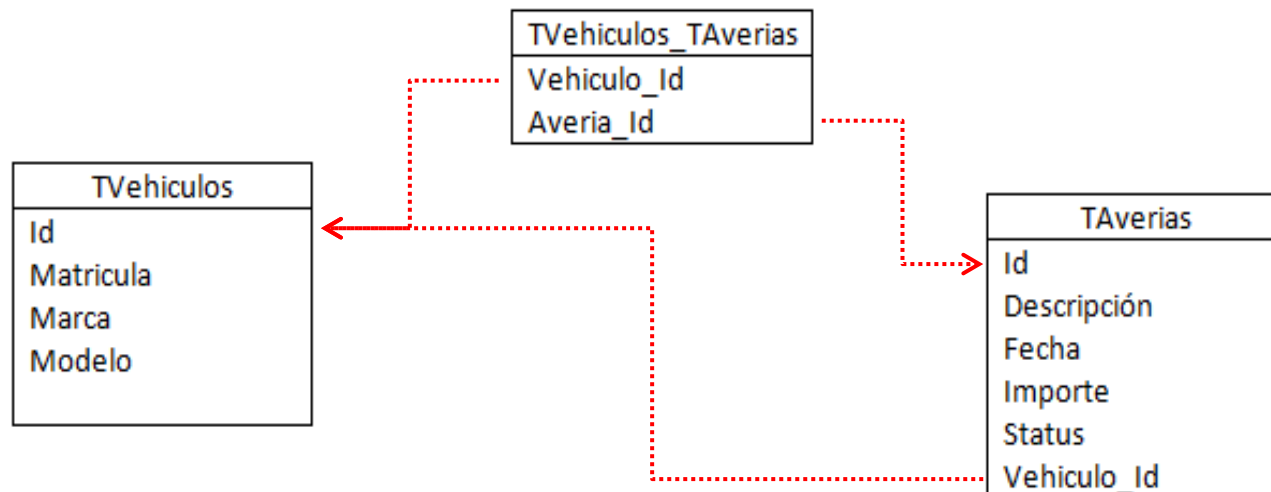 TVehiculos_TAverias
Vehiculo_Id
Averia_Id
TVehiculos
Id
Matricula
Marca
Modelo
TAverias
Id
Descripción
Fecha
Importe
Status
Vehiculo_Id